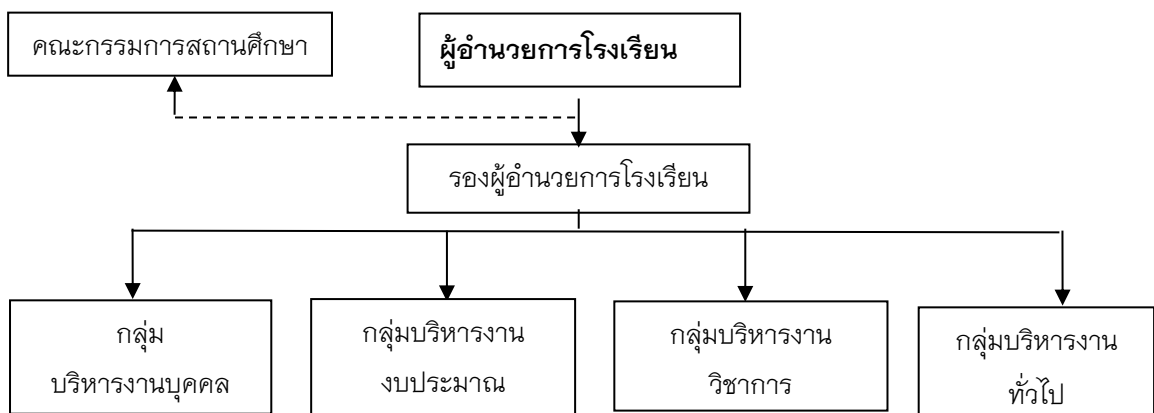 คณะกรรมการสถานศึกษา
ผู้อำนวยการโรงเรียน
รองผู้อำนวยการโรงเรียน
กลุ่ม
บริหารงานบุคคล
กลุ่มบริหารงาน
งบประมาณ
กลุ่มบริหารงาน
วิชาการ
กลุ่มบริหารงาน
ทั่วไป